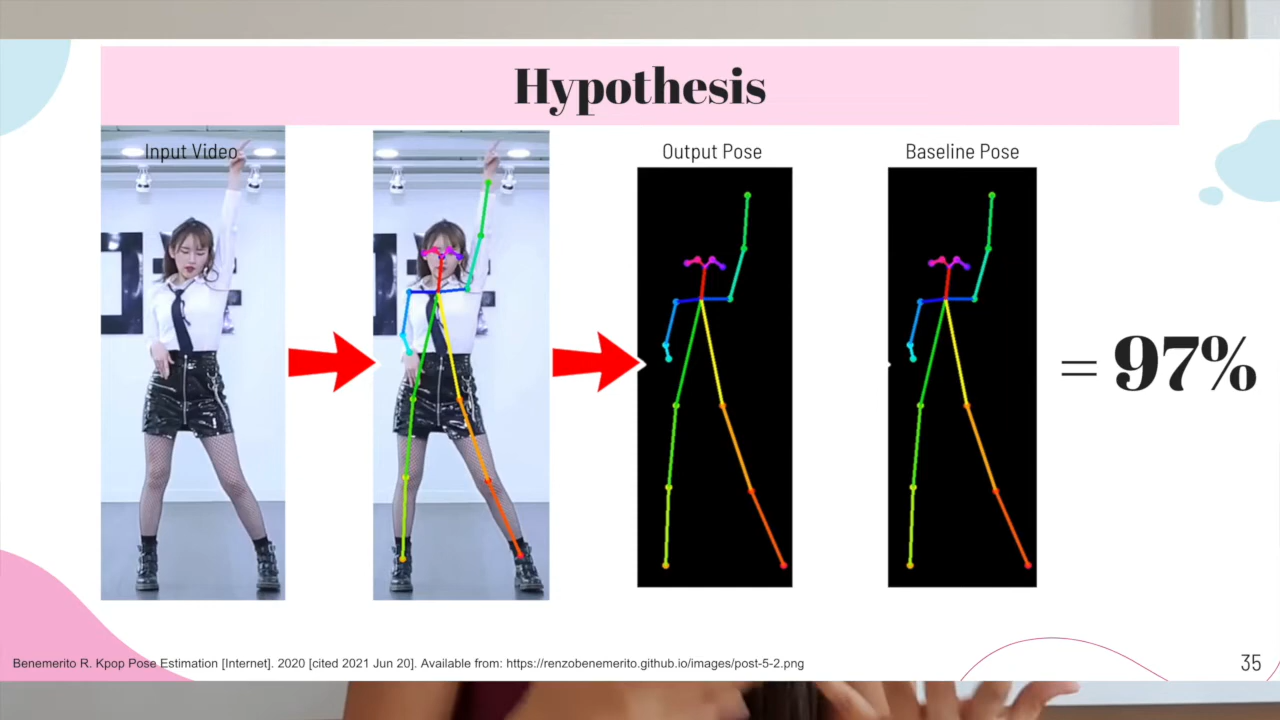 Hypothesis
Input Video
Output Pose
Baseline Pose
= 97%
Benemerito R. Kpop Pose Estimation [Internet]. 2020 [cited 2021 Jun 20]. Available from: https://renzobenemerito.github.io/images/post-5-2.png
35